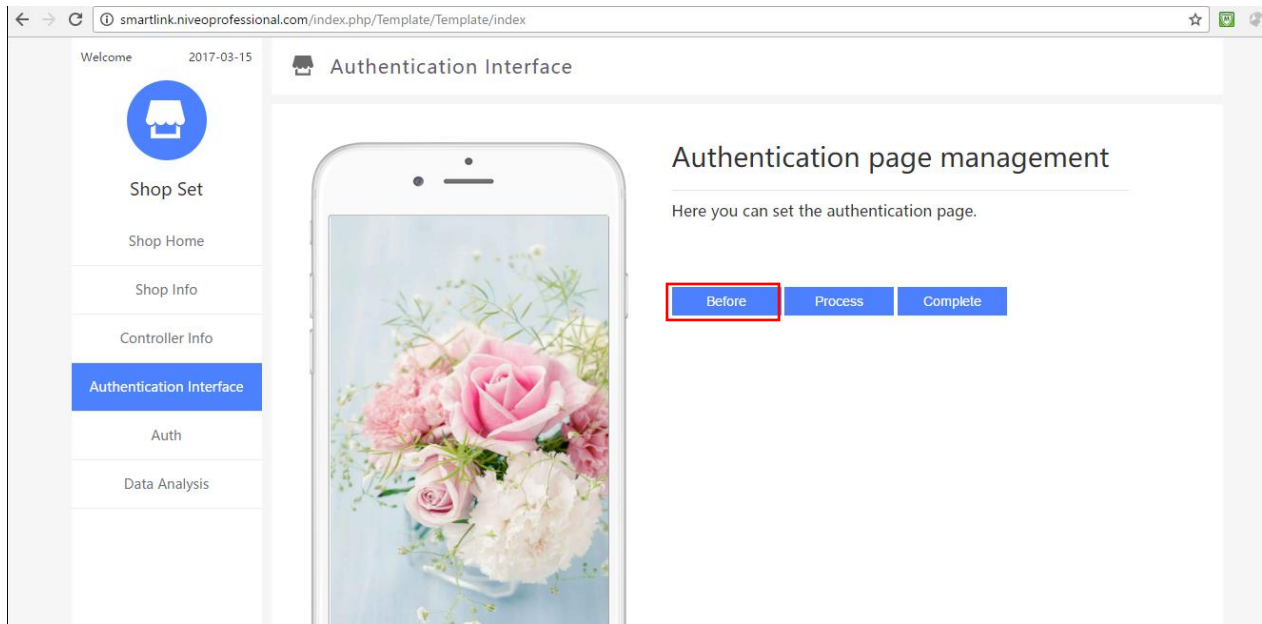 smartlink.niveoprofessional.com/index.php/Template/Template/index
Welcome 2017-03-15
Shop Set
Shop Home
Shop Info
Controller Info
Authentication Interface
Auth
Data Analysis
Authentication Interface
Authentication page management
Here you can set the authentication page.
Before Process Complete